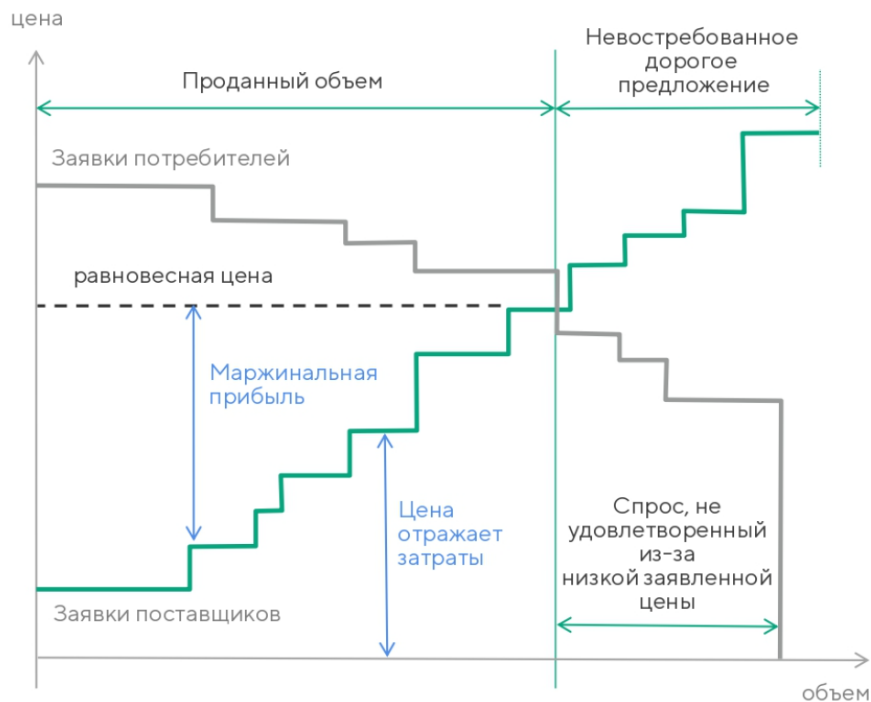 цена
Невостребованное
дорогое
предложение
Проданный объем
Заявки потребителей
равновесная цена
Маржинальная
прибыль
Цена
отражает
затраты
Спрос, не
удовлетворенный
из-за
низкой заявленной
цены
Заявки поставщиков
объем